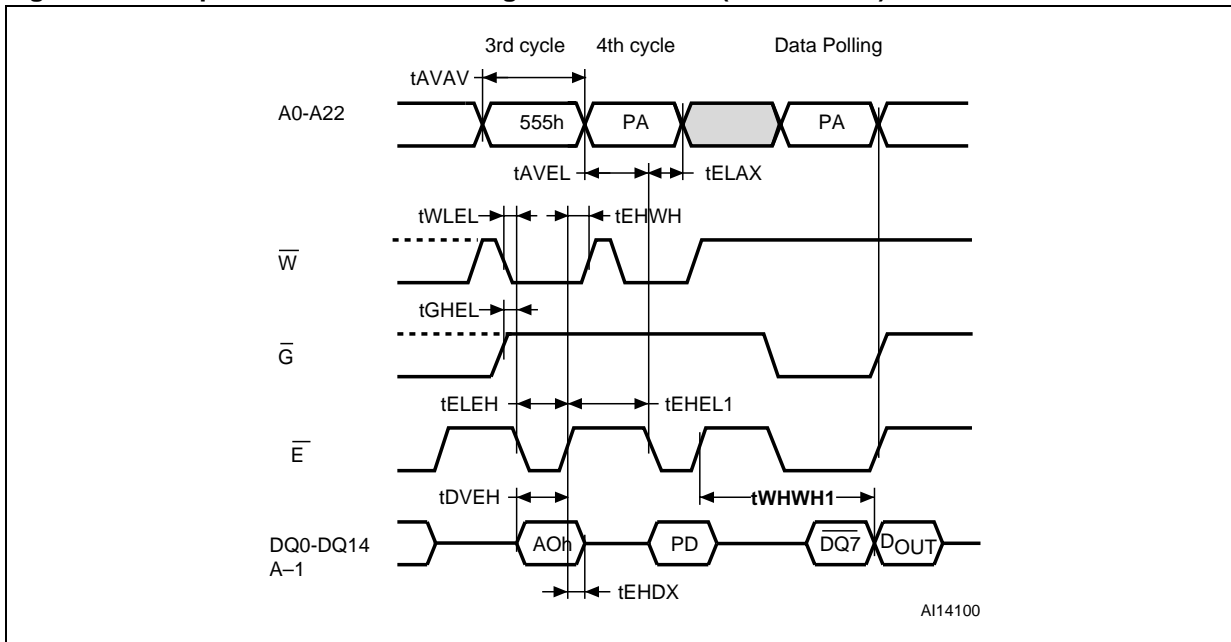 3rd cycle 4th cycle Data Polling
tAVAV
A0-A22 555h PA PA
tAVEL tELAX
tWLEL tEHWH
W
tGHEL
G
tELEH tEHEL1
E
tDVEH tWHWH1
DQ0-DQ14 AOh PD DQ7 DOUT
A–1
tEHDX
AI14100